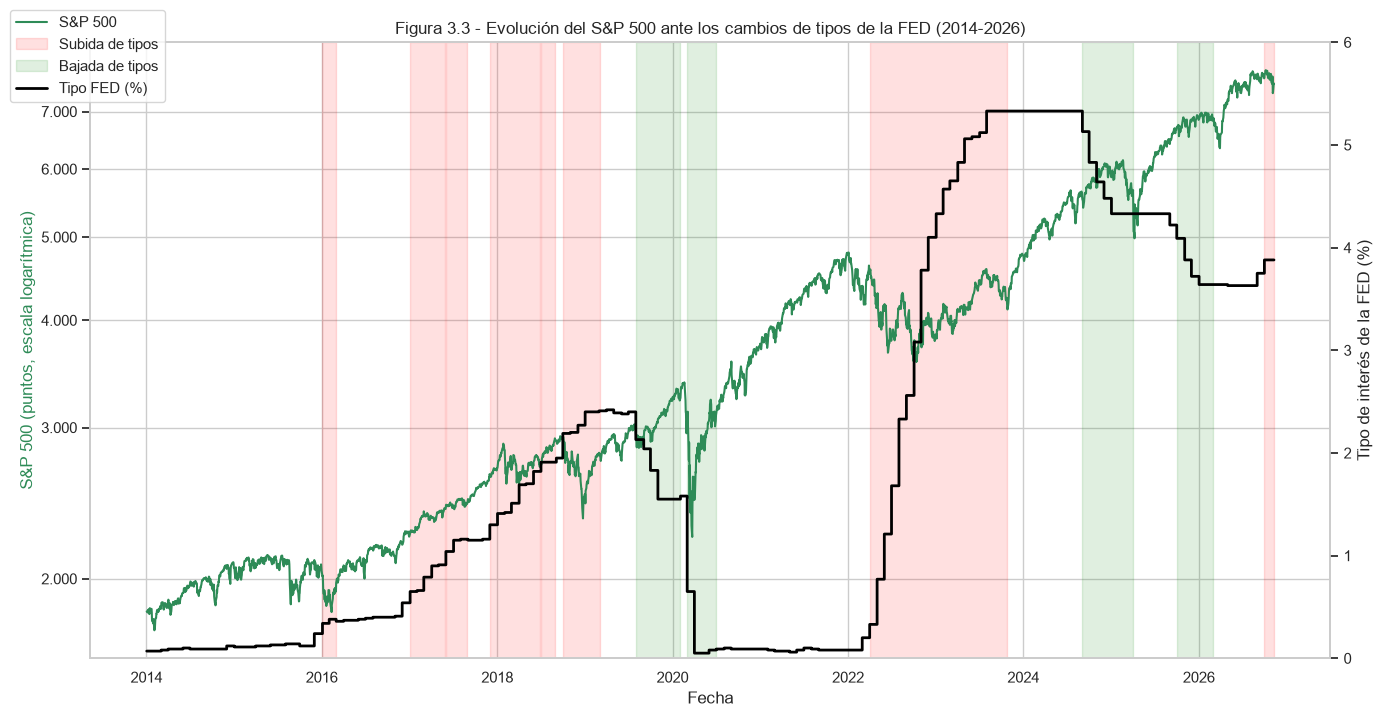 Figura 3.3 - Evolución del S&P 500 ante los cambios de tipos de la FED (2014-2026)
S&P 500
Subida de tipos
Bajada de tipos
Tipo FED (%)
S&P 500 (puntos, escala logarítmica)
7.000
6.000
5.000
4.000
3.000
2.000
6
5
4
3
2
1
0
Tipo de interés de la FED (%)
2014
2016
2018
2020
2022
2024
2026
Fecha